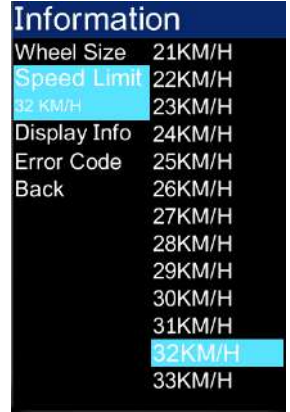 Information
Wheel Size
Speed Limit
32 KM/H
Display Info
Error Code
Back
21KM/H
22KM/H
23KM/H
24KM/H
25KM/H
26KM/H
27KM/H
28KM/H
29KM/H
30KM/H
31KM/H
32KM/H
33KM/H